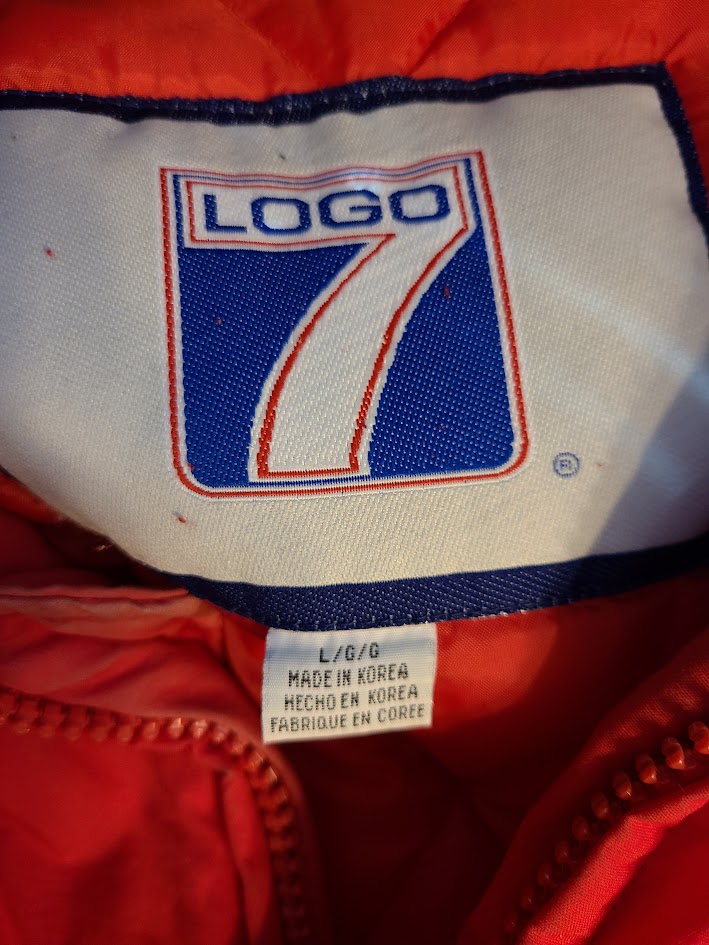 LOGO
7
®
L/G/G
MADE IN KOREA
HECHO EN KOREA
FABRIQUE EN COREE